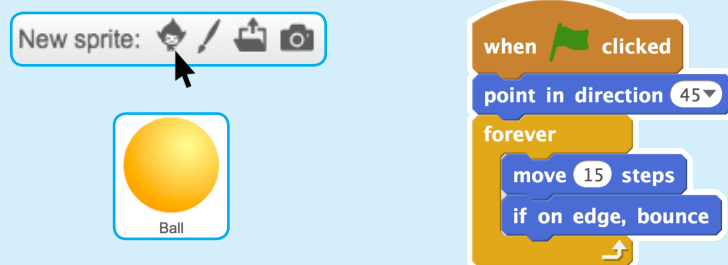 New sprite:
Ball
when clicked
point in direction 45
forever
move 15 steps
if on edge, bounce